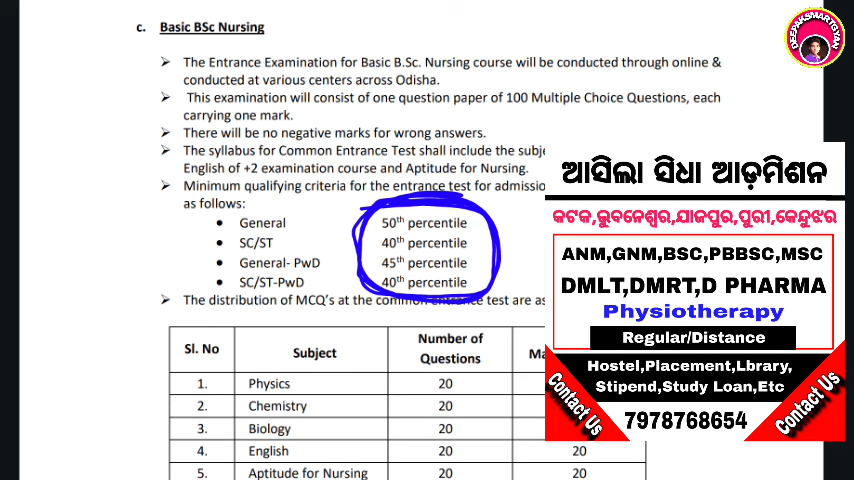 c. Basic BSc Nursing
DEEPAKSMARTGYAN
➢ The Entrance Examination for Basic B.Sc. Nursing course will be conducted through online &
conducted at various centers across Odisha.
➢ This examination will consist of one question paper of 100 Multiple Choice Questions, each
carrying one mark.
➢ There will be no negative marks for wrong answers.
➢ The syllabus for Common Entrance Test shall include the
English of +2 examination course and Aptitude for Nursing.
➢ Minimum qualifying criteria for the entrance test for
as follows:
• General 50th percentile
• SC/ST 40th percentile
• General- PwD 45th percentile
• SC/ST-PwD 40th percentile
➢ The distribution of MCQ's at the common entrance test are as
Sl. No Subject Number of
Questions
1. Physics 20
2. Chemistry 20
3. Biology 20
4. English 20 20
5. Aptitude for Nursing 20 20
ଆସିଲା ସିଧା ଆଡ଼ମିଶନ
କଟକ,ଭୁବନେଶ୍ୱର,ଯାଜପୁର,ପୁରୀ,କେନ୍ଦୁଝର
ANM,GNM,BSC,PBBSC,MSC
DMLT,DMRT,D PHARMA
Physiotherapy
Regular/Distance
Hostel,Placement,Lbrary,
Stipend,Study Loan,Etc
Contact Us
7978768654
Contact Us